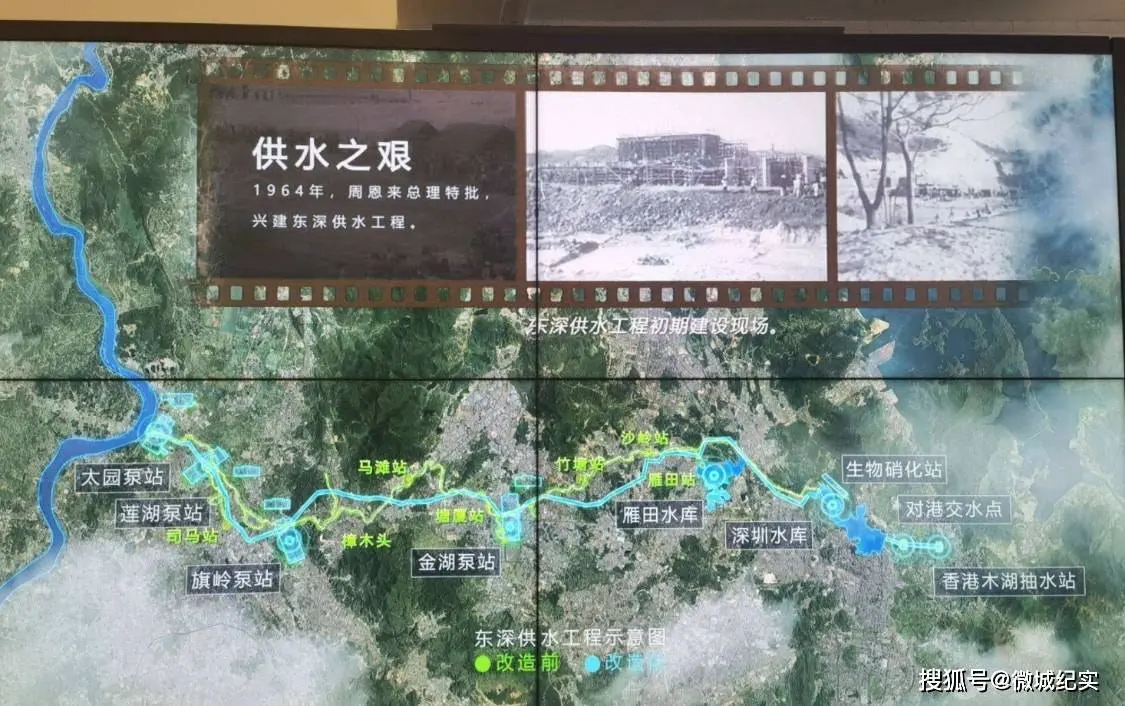 供水之艰
1964年，周恩来总理特批，
兴建东深供水工程。
东深供水工程初期建设现场。
太园泵站
莲湖泵站
司马站
旗岭泵站
马滩站
樟木头
塘厦站
金湖泵站
竹塘站
沙岭站
雁田站
雁田水库
深圳水库
生物硝化站
对港交水点
香港木湖抽水站
东深供水工程示意图
改造前
改造后
搜狐号@微城纪实